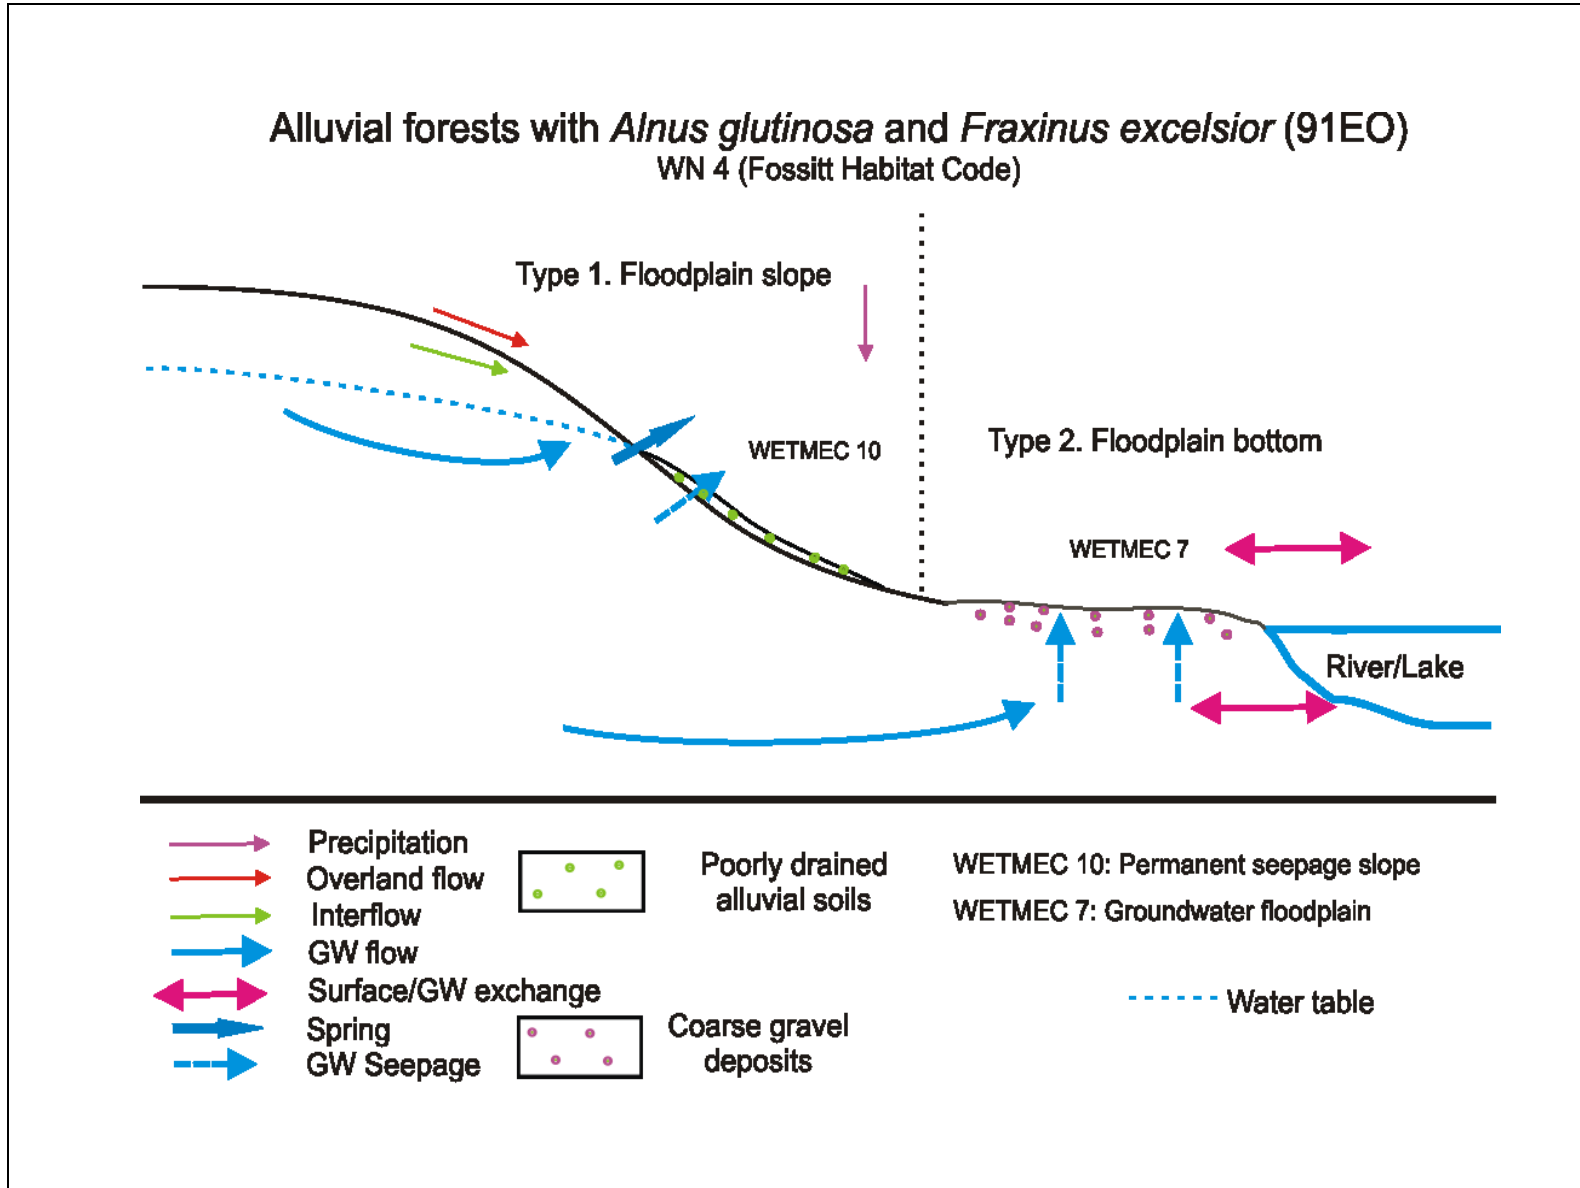 Alluvial forests with Alnus glutinosa and Fraxinus excelsior (91EO)
WN 4 (Fossitt Habitat Code)
Type 1. Floodplain slope
WETMEC 10
Type 2. Floodplain bottom
WETMEC 7
River/Lake
Precipitation
Overland flow
Interflow
GW flow
Surface/GW exchange
Spring
GW Seepage
Poorly drained
alluvial soils
Coarse gravel
deposits
WETMEC 10: Permanent seepage slope
WETMEC 7: Groundwater floodplain
Water table